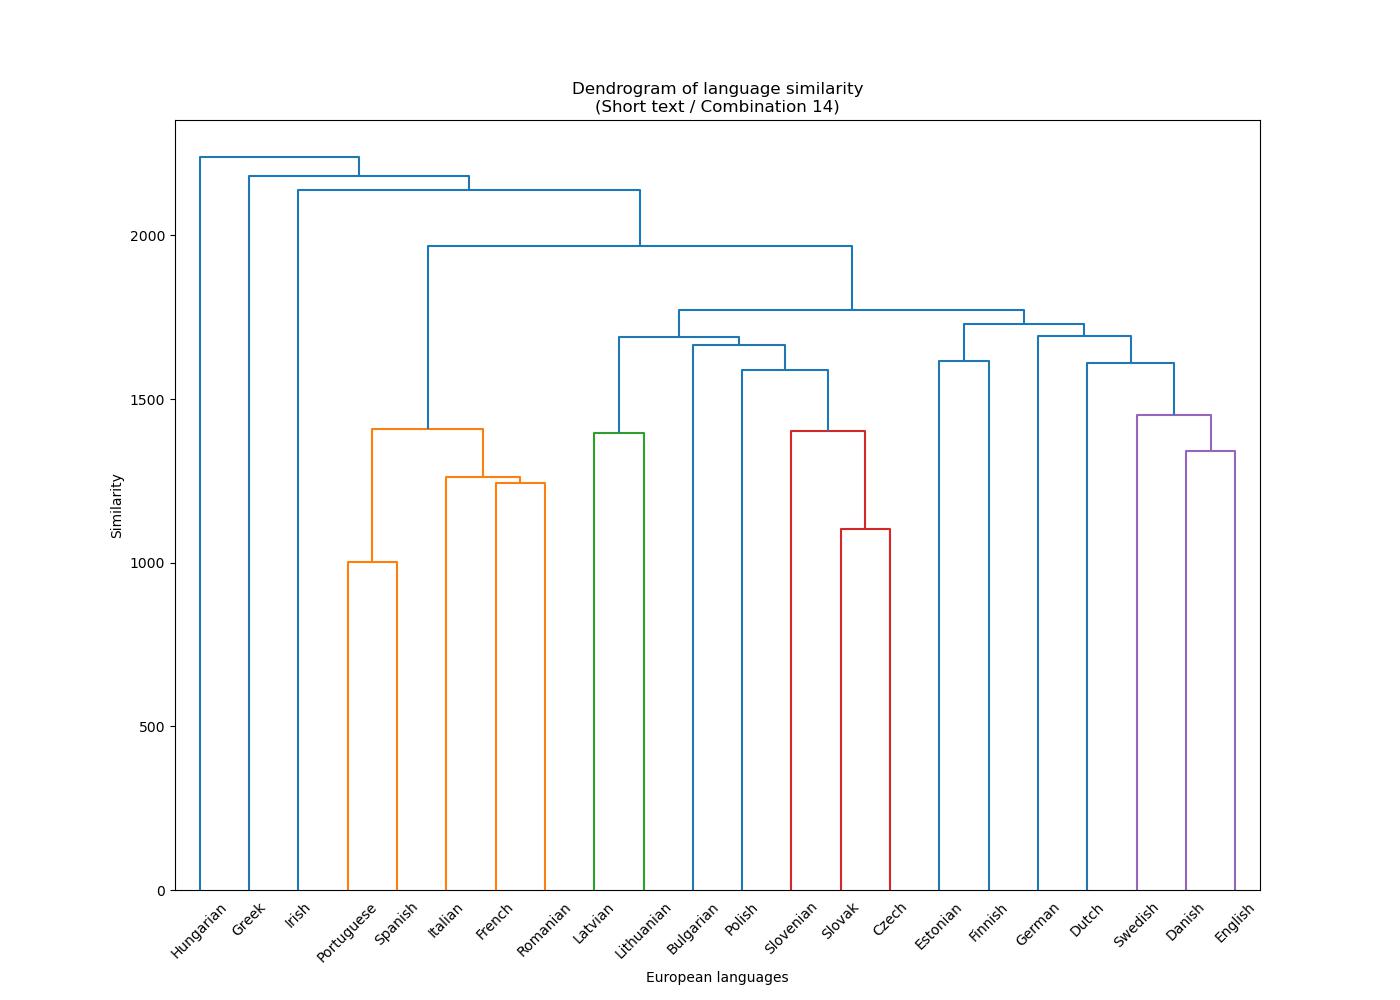 Dendrogram of language similarity
(Short text / Combination 14)
2000
1500
1000
500
0
Similarity
Hungarian
Greek
Irish
Portuguese
Spanish
Italian
French
Romanian
Latvian
Lithuanian
Bulgarian
Polish
Slovenian
Slovak
Czech
Estonian
Finnish
German
Dutch
Swedish
Danish
English
European languages